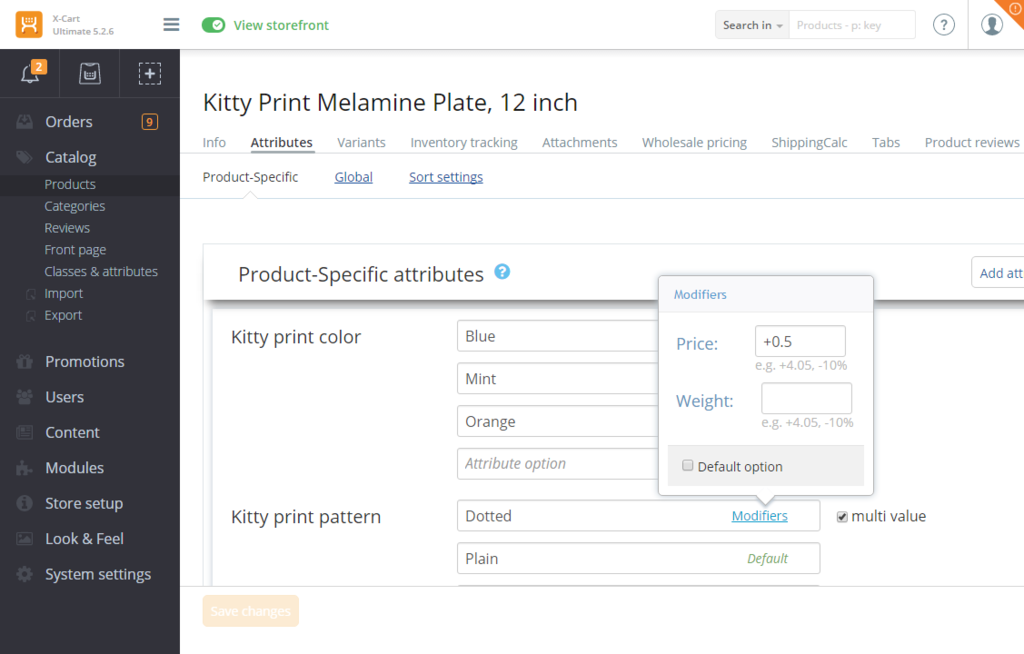 X-Cart
Ultimate 5.2.6
View storefront
Search in
Products - p: key
?
2
Orders
9
Catalog
Products
Categories
Reviews
Front page
Classes & attributes
Import
Export
Promotions
Users
Content
Modules
Store setup
Look & Feel
System settings
Kitty Print Melamine Plate, 12 inch
Info Attributes Variants Inventory tracking Attachments Wholesale pricing ShippingCalc Tabs Product reviews
Product-Specific Global Sort settings
Product-Specific attributes ?
Add att
Modifiers
Price: +0.5
e.g. +4.05, -10%
Weight:
e.g. +4.05, -10%
Default option
Kitty print color
Blue
Mint
Orange
Attribute option
Kitty print pattern
Dotted Modifiers
multi value
Plain Default
Save changes